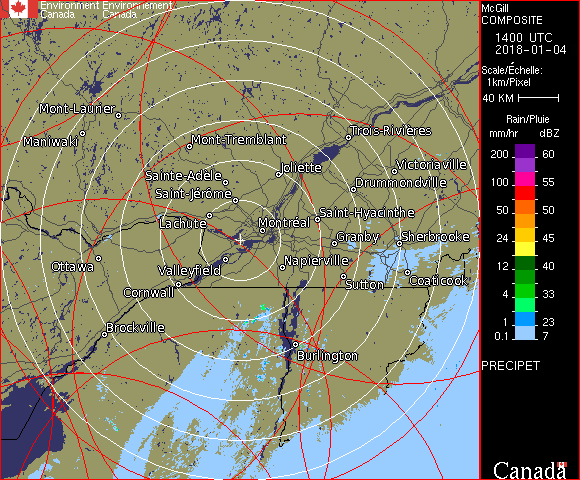 Environment Environnement
Canada Canada
McGill
COMPOSITE
1400 UTC
2018-01-04
Scale/Échelle:
1km/Pixel
40 KM
Rain/Pluie
mm/hr dBZ
200 60
100 55
50 50
24 45
12 40
4 33
1 23
0.1 7
PRECIPET
Mont-Laurier
Maniwaki
Mont-Tremblant
Trois-Rivières
Sainte-Adèle
Joliette
Victoriaville
Saint-Jérôme
Drummondville
Lachute
Montréal
Saint-Hyacinthe
Granby
Sherbrooke
Ottawa
Valleyfield
Napierville
Cornwall
Sutton
Coaticook
Brockville
Burlington
Canada